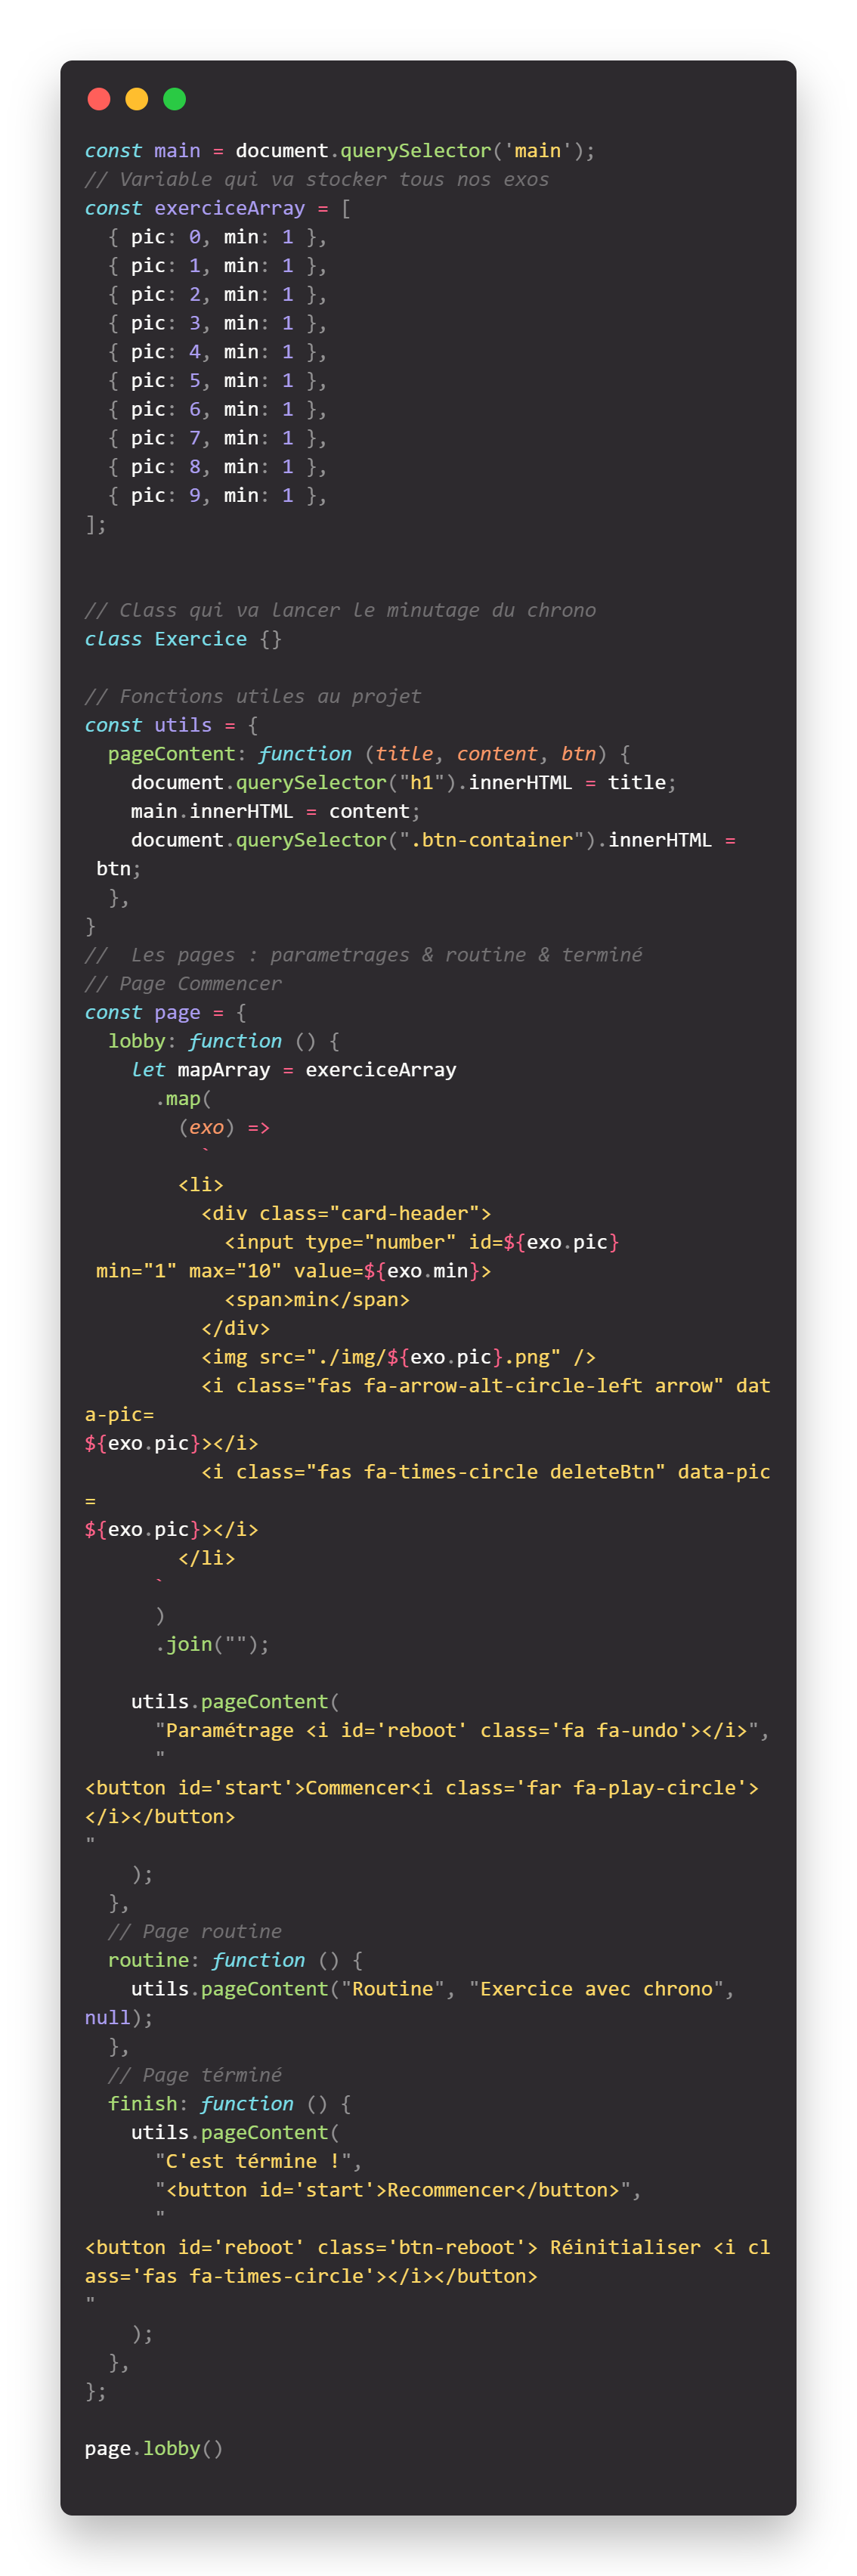 const main = document.querySelector('main');
// Variable qui va stocker tous nos exos
const exerciceArray = [
  { pic: 0, min: 1 },
  { pic: 1, min: 1 },
  { pic: 2, min: 1 },
  { pic: 3, min: 1 },
  { pic: 4, min: 1 },
  { pic: 5, min: 1 },
  { pic: 6, min: 1 },
  { pic: 7, min: 1 },
  { pic: 8, min: 1 },
  { pic: 9, min: 1 },
];
// Class qui va lancer le minutage du chrono
class Exercice {}
// Fonctions utiles au projet
const utils = {
  pageContent: function (title, content, btn) {
    document.querySelector("h1").innerHTML = title;
    main.innerHTML = content;
    document.querySelector(".btn-container").innerHTML =
 btn;
  },
}
//  Les pages : parametrages & routine & terminé
// Page Commencer
const page = {
  lobby: function () {
    let mapArray = exerciceArray
      .map(
        (exo) =>
          `
        <li>
          <div class="card-header">
            <input type="number" id=${exo.pic}
 min="1" max="10" value=${exo.min}>
            <span>min</span>
          </div>
          <img src="./img/${exo.pic}.png" />
          <i class="fas fa-arrow-alt-circle-left arrow" dat
a-pic=
${exo.pic}></i>
          <i class="fas fa-times-circle deleteBtn" data-pic
=
${exo.pic}></i>
        </li>
      `
      )
      .join("");
    utils.pageContent(
      "Paramétrage <i id='reboot' class='fa fa-undo'></i>",
      "
<button id='start'>Commencer<i class='far fa-play-circle'>
</i></button>
"
    );
  },
  // Page routine
  routine: function () {
    utils.pageContent("Routine", "Exercice avec chrono",
null);
  },
  // Page términé
  finish: function () {
    utils.pageContent(
      "C'est términe !",
      "<button id='start'>Recommencer</button>",
      "
<button id='reboot' class='btn-reboot'> Réinitialiser <i cl
ass='fas fa-times-circle'></i></button>
"
    );
  },
};
page.lobby()